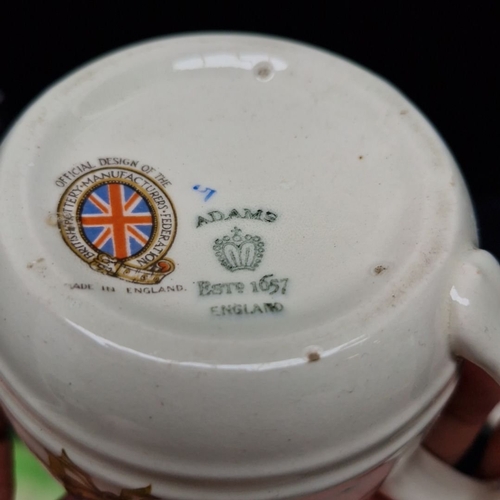 OFFICIAL DESIGN OF THE
BRITISH POTTERY MANUFACTURERS' FEDERATION
MADE IN ENGLAND.
ADAMS
ESTD 1657
ENGLAND